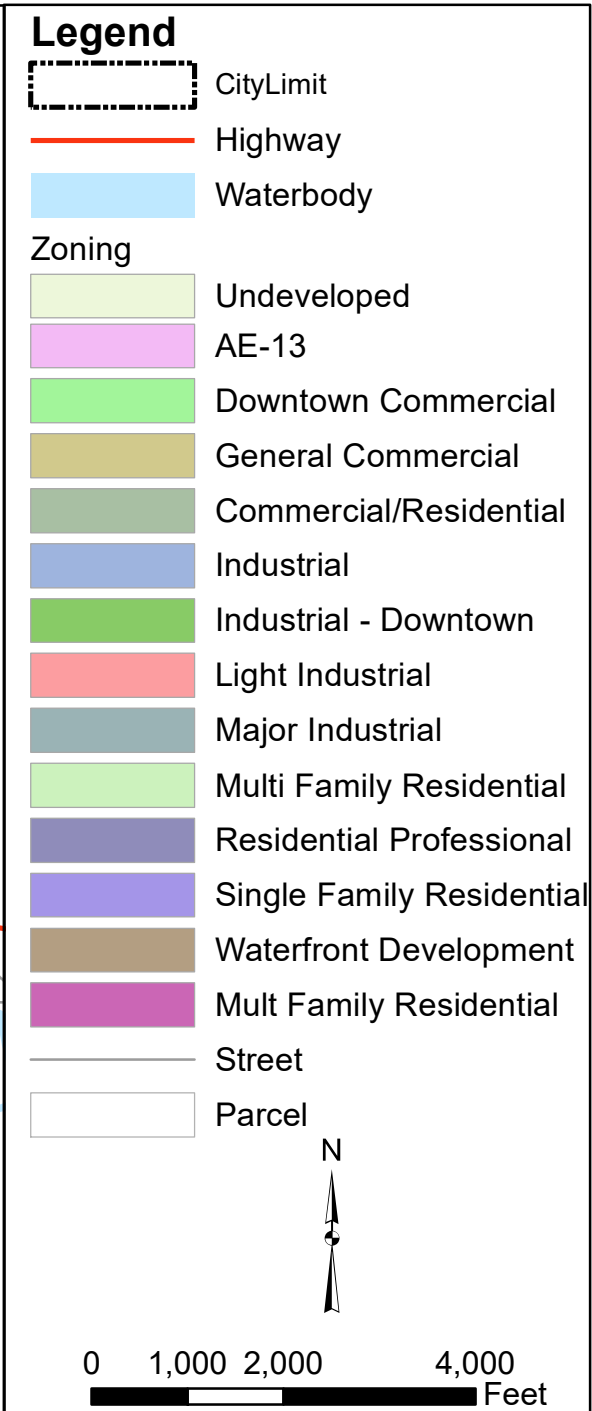 Legend
CityLimit
Highway
Waterbody
Zoning
Undeveloped
AE-13
Downtown Commercial
General Commercial
Commercial/Residential
Industrial
Industrial - Downtown
Light Industrial
Major Industrial
Multi Family Residential
Residential Professional
Single Family Residential
Waterfront Development
Mult Family Residential
Street
Parcel
N
0 1,000 2,000 4,000
Feet